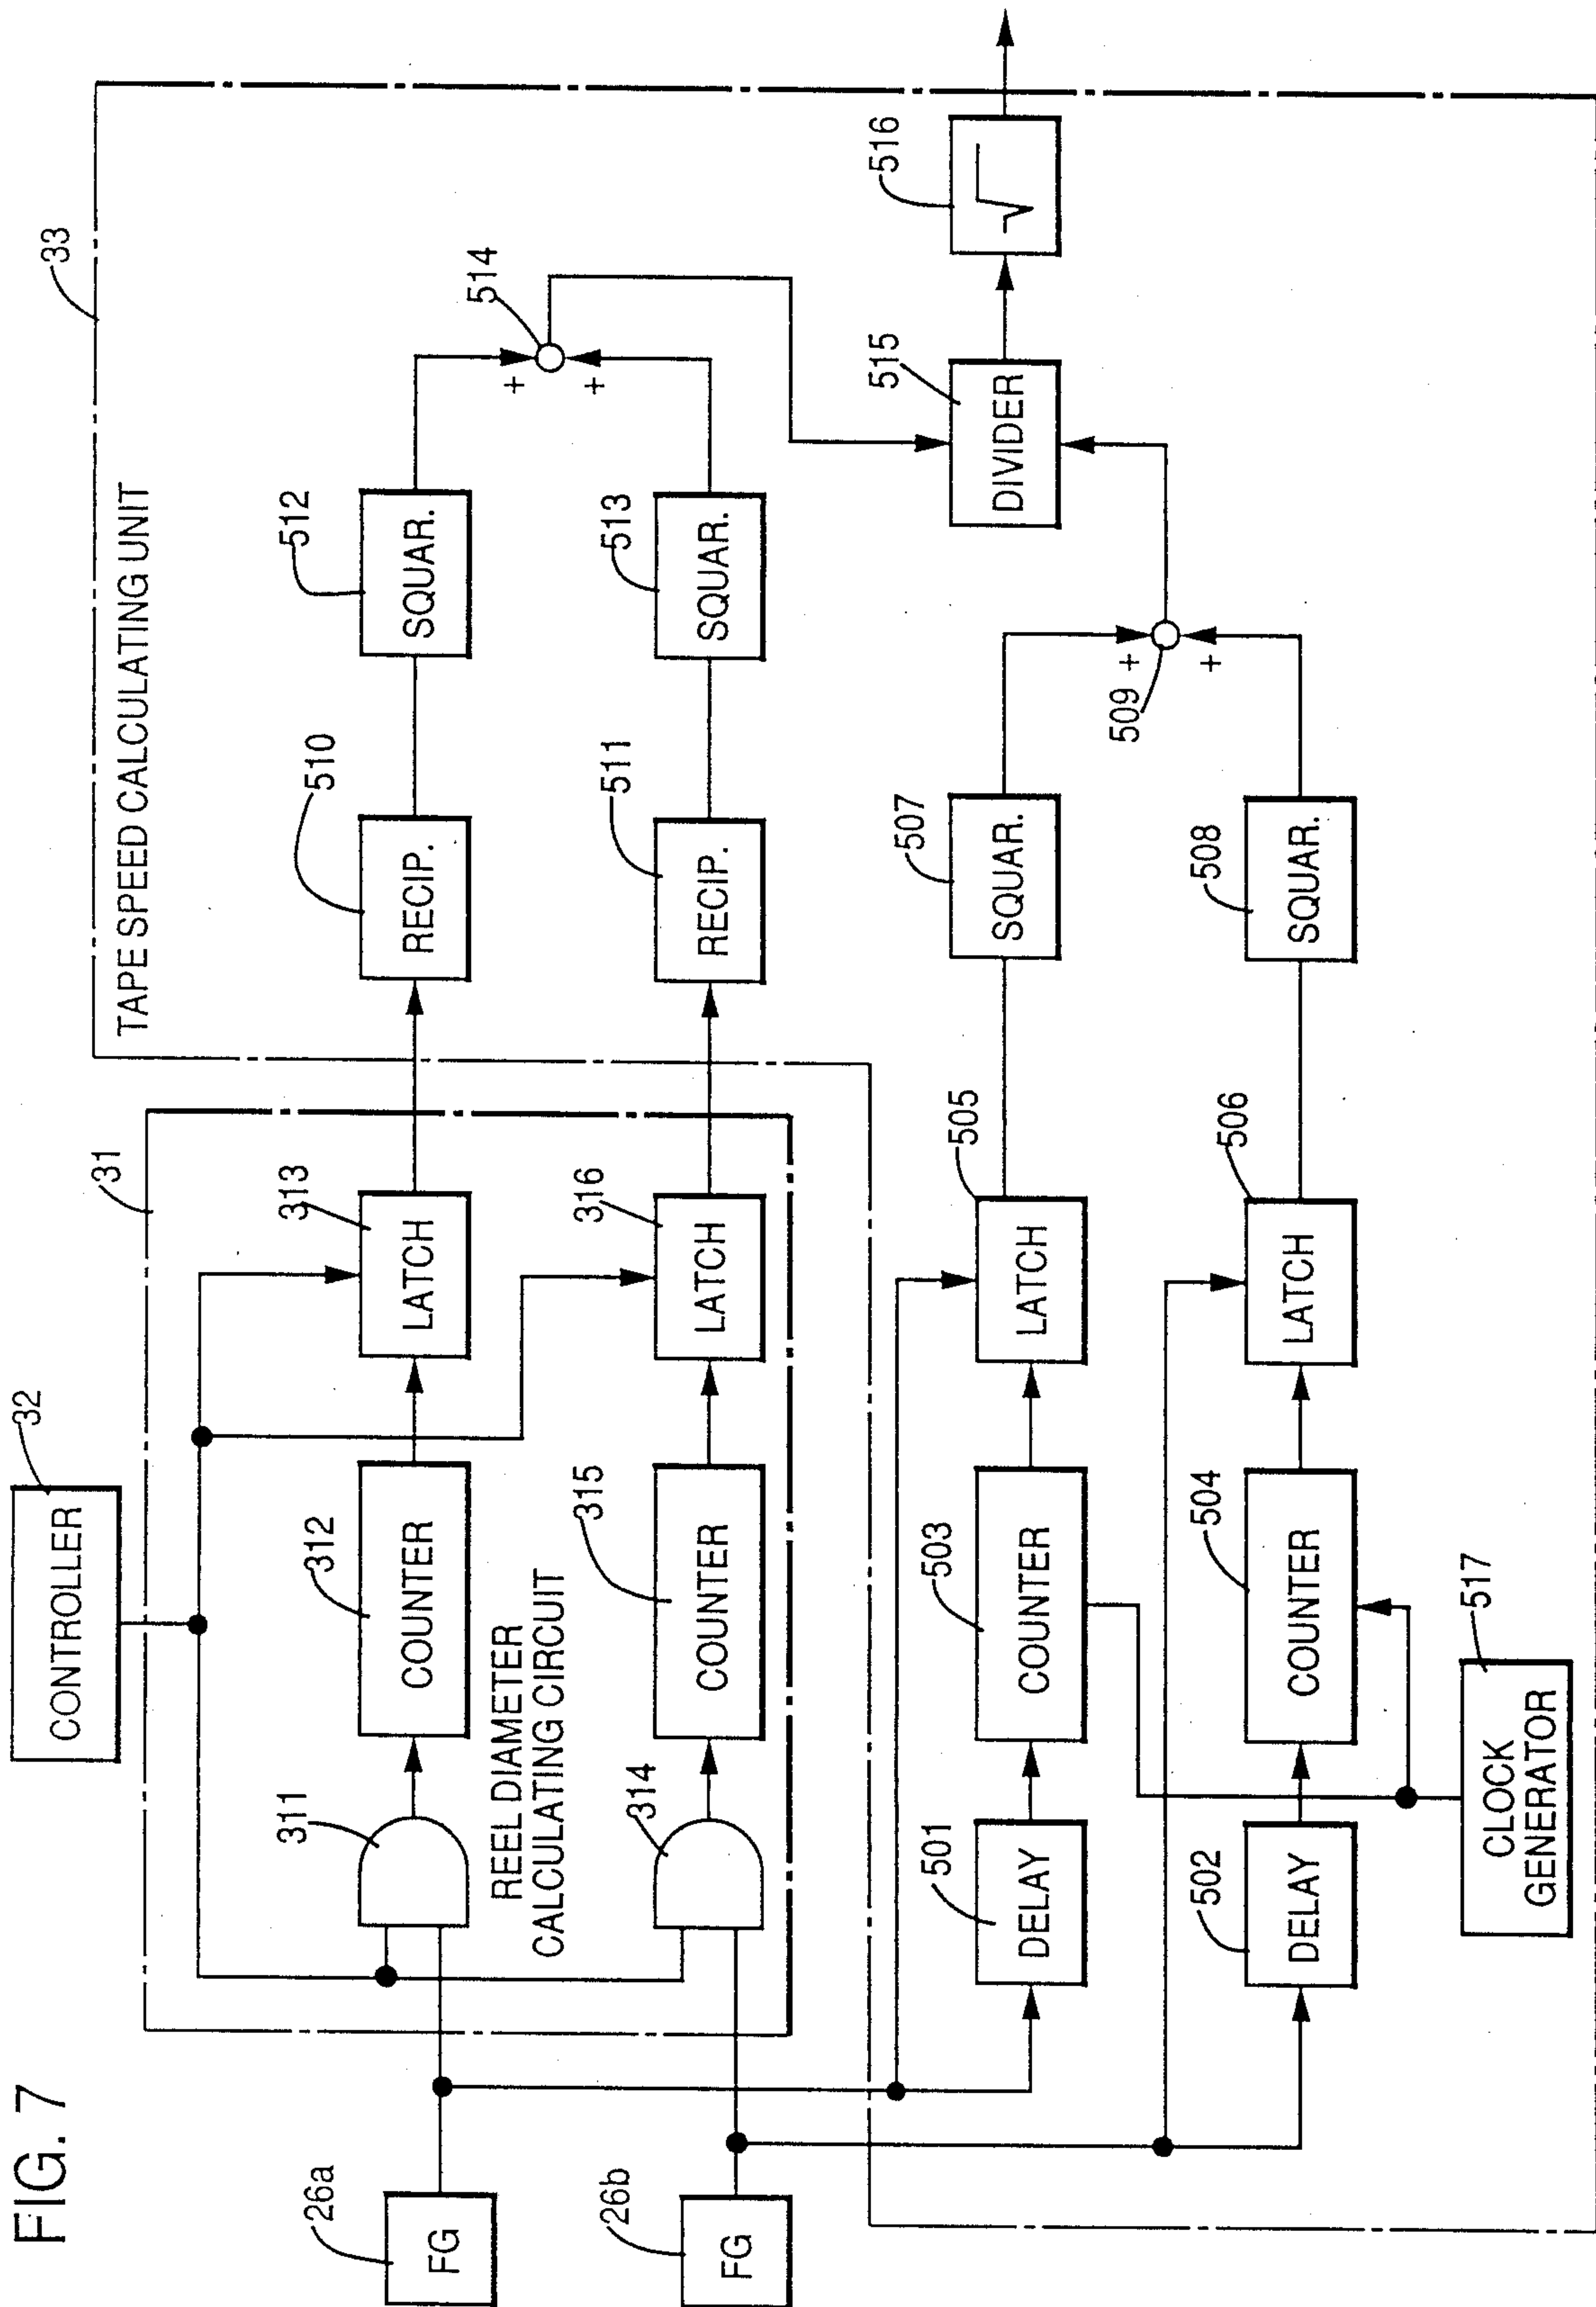 FIG. 7
CONTROLLER
32
31
33
TAPE SPEED CALCULATING UNIT
26a
FG
311
312
COUNTER
313
LATCH
510
RECIP.
512
SQUAR.
514
+
+
REEL DIAMETER
CALCULATING CIRCUIT
26b
FG
314
315
COUNTER
316
LATCH
511
RECIP.
513
SQUAR.
501
DELAY
503
COUNTER
505
LATCH
507
SQUAR.
509
+
+
515
DIVIDER
516
√
502
DELAY
504
COUNTER
506
LATCH
508
SQUAR.
517
CLOCK
GENERATOR